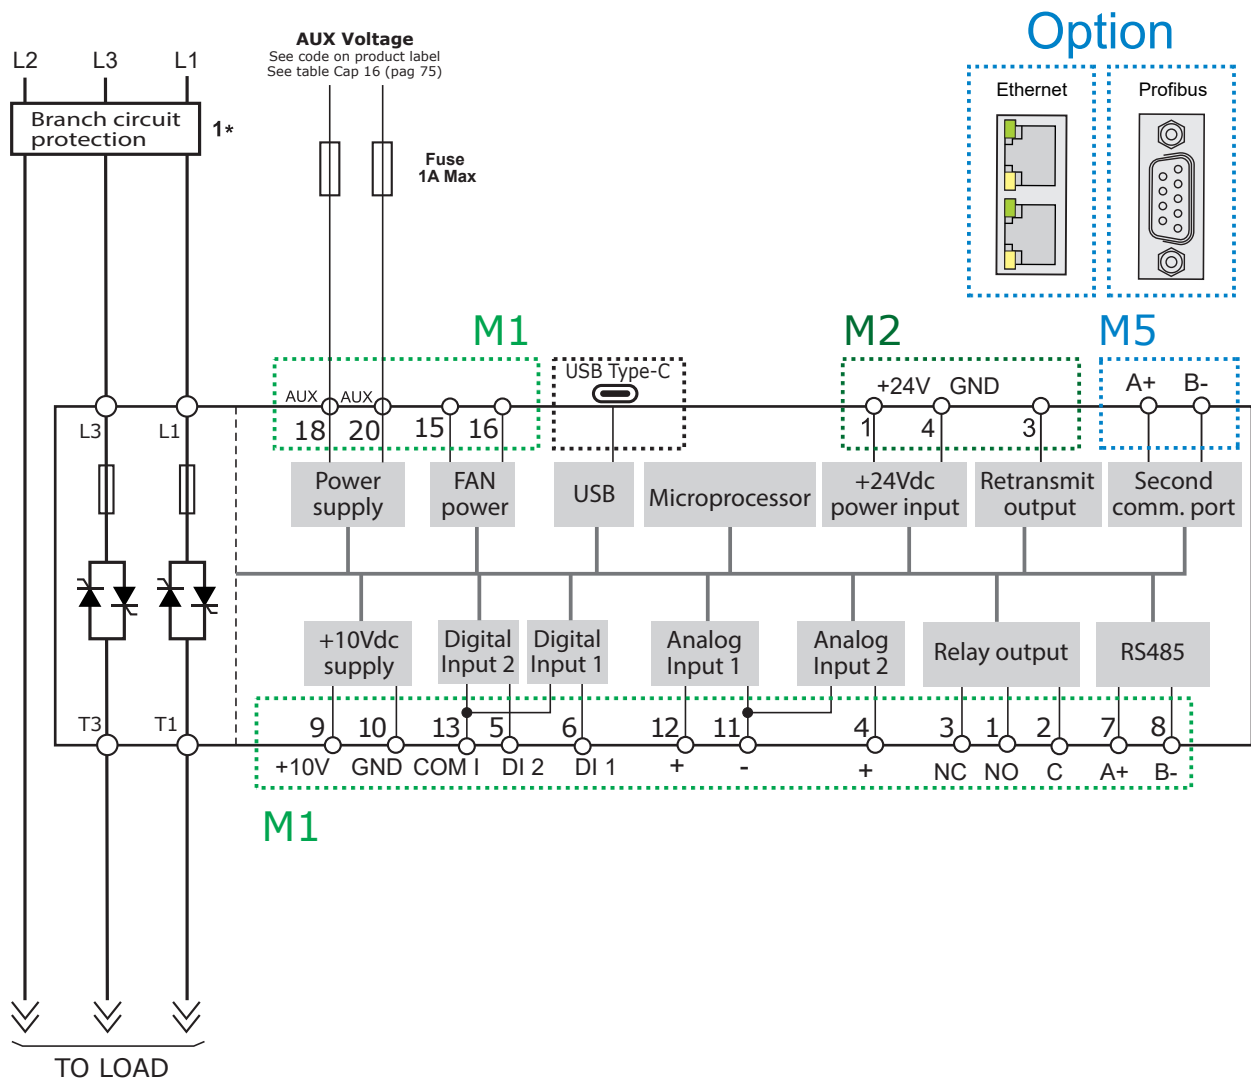 Option
AUX Voltage
See code on product label
See table Cap 16 (pag 75)
L2 L3 L1
Ethernet Profibus
Branch circuit
protection
1*
Fuse
1A Max
M1 M2 M5
USB Type-C
+24V GND
A+ B-
AUX AUX
18 20 15 16
1 4 3
L3 L1
Power
supply
FAN
power
USB
Microprocessor
+24Vdc
power input
Retransmit
output
Second
comm. port
+10Vdc
supply
Digital
Input 2
Digital
Input 1
Analog
Input 1
Analog
Input 2
Relay output
RS485
T3 T1
9 10 13 5 6 12 11 4 3 1 2 7 8
+10V GND COM I DI 2 DI 1 + - + NC NO C A+ B-
M1
TO LOAD